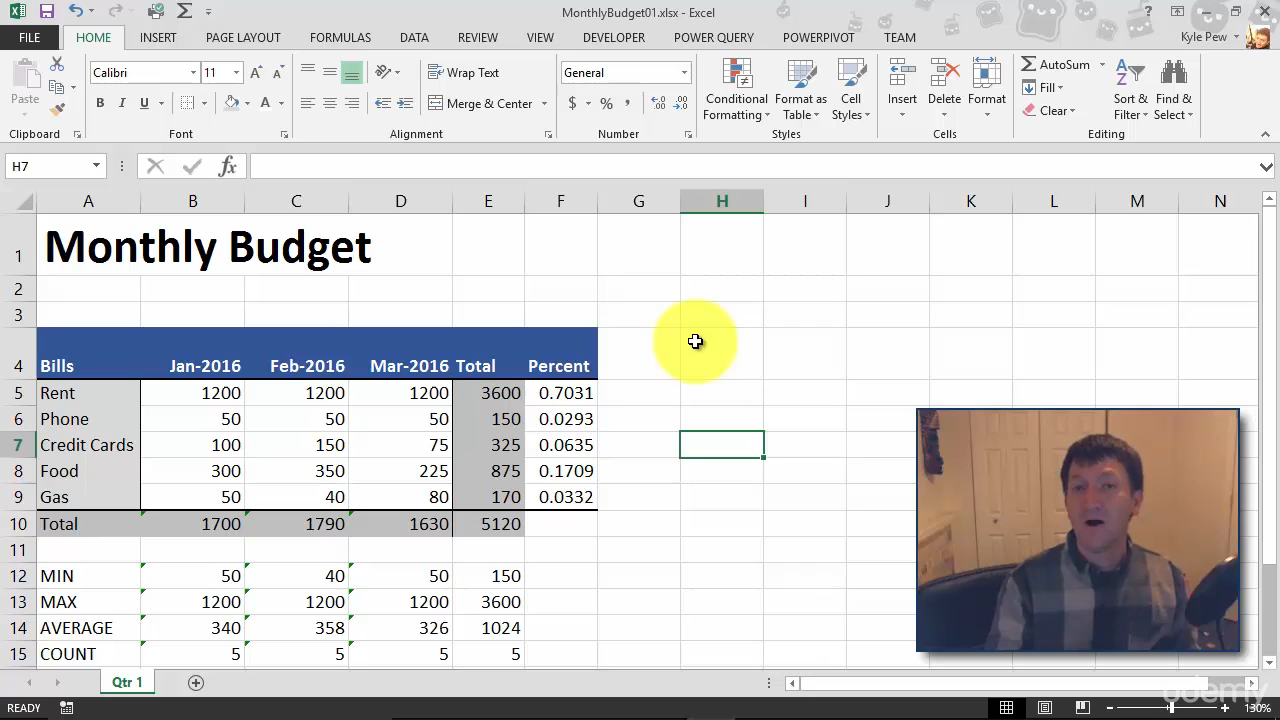 MonthlyBudget01.xlsx - Excel
FILE HOME INSERT PAGE LAYOUT FORMULAS DATA REVIEW VIEW DEVELOPER POWER QUERY POWERPIVOT TEAM Kyle Pew
Calibri 11 Wrap Text General AutoSum
Paste Conditional Formatting Format as Table Cell Styles Insert Delete Format Fill Sort & Filter Find & Select
B I U Merge & Center $ % , Clear
Clipboard Font Alignment Number Styles Cells Editing
H7 fx
A B C D E F G H I J K L M N
1 Monthly Budget
2
3
4 Bills Jan-2016 Feb-2016 Mar-2016 Total Percent
5 Rent 1200 1200 1200 3600 0.7031
6 Phone 50 50 50 150 0.0293
7 Credit Cards 100 150 75 325 0.0635
8 Food 300 350 225 875 0.1709
9 Gas 50 40 80 170 0.0332
10 Total 1700 1790 1630 5120
11
12 MIN 50 40 50 150
13 MAX 1200 1200 1200 3600
14 AVERAGE 340 358 326 1024
15 COUNT 5 5 5 5
Qtr 1
udemy
READY 130%